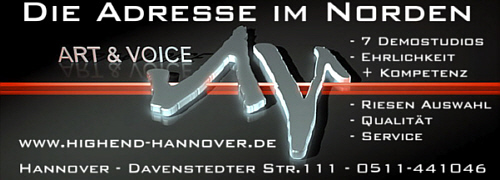 Die Adresse im Norden
ART & VOICE
AV
- 7 Demostudios
- Ehrlichkeit
+ Kompetenz
- Riesen Auswahl
- Qualität
- Service
www.highend-hannover.de
Hannover - Davenstedter Str.111 - 0511-441046